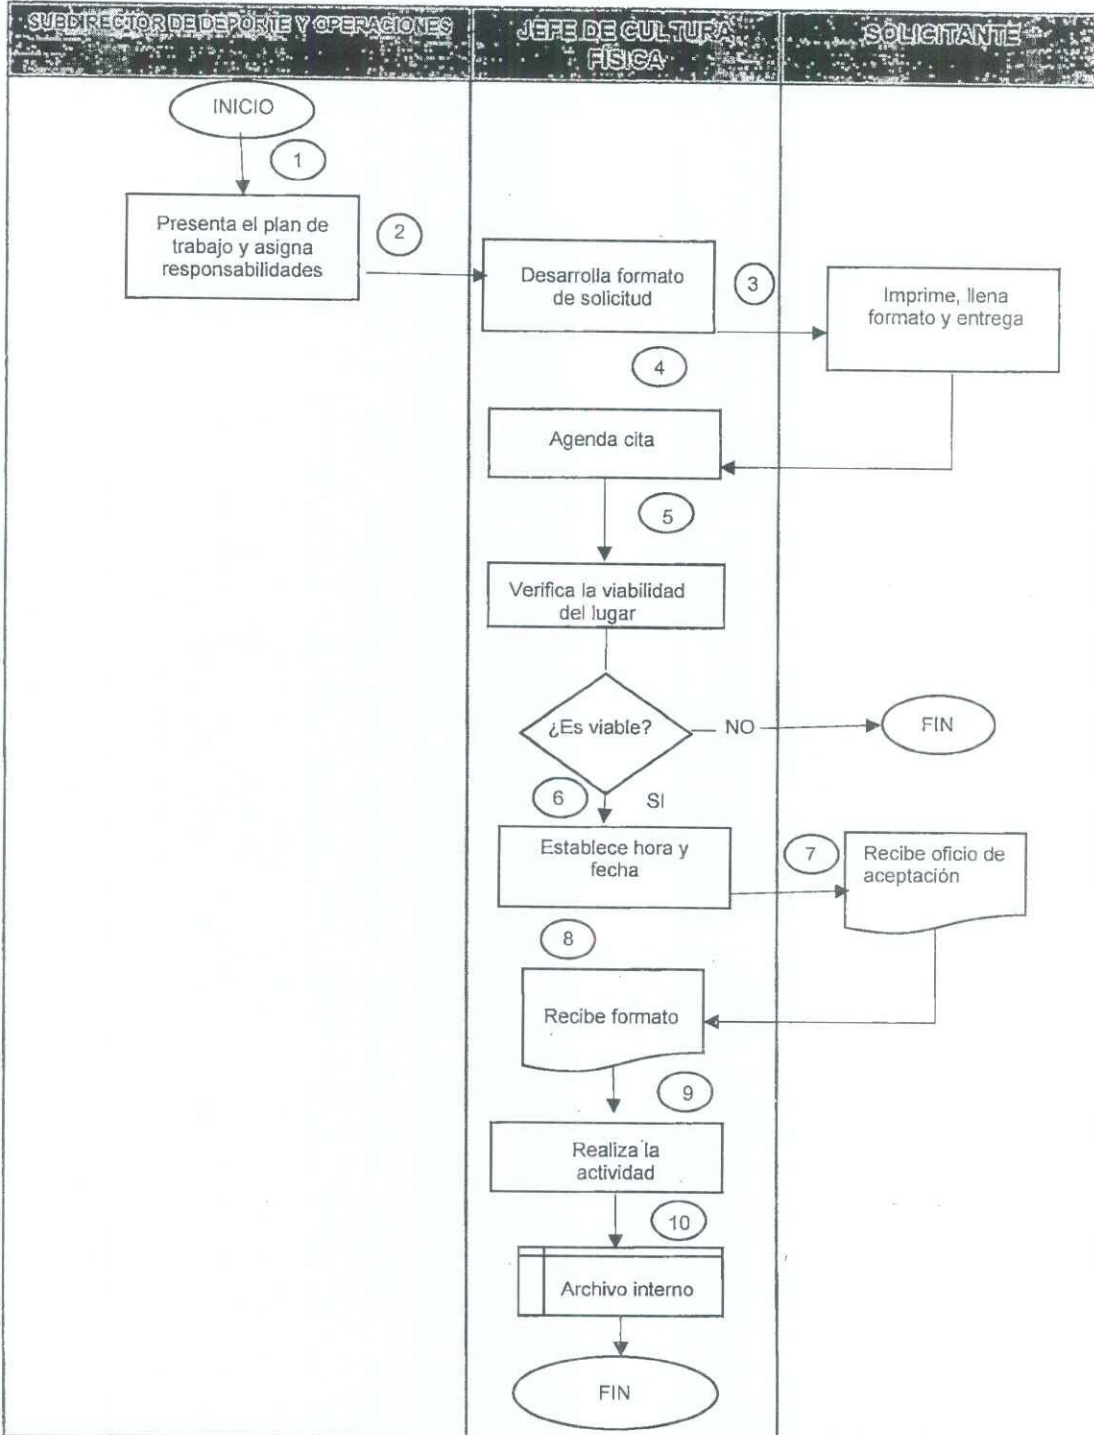 SUBDIRECTOR DE DEPORTE Y OPERACIONES
JEFE DE CULTURA
FÍSICA
SOLICITANTE
INICIO
1
Presenta el plan de
trabajo y asigna
responsabilidades
2
Desarrolla formato
de solicitud
3
Imprime, llena
formato y entrega
4
Agenda cita
5
Verifica la viabilidad
del lugar
¿Es viable?
NO
FIN
6
SI
Establece hora y
fecha
7
Recibe oficio de
aceptación
8
Recibe formato
9
Realiza la
actividad
10
Archivo interno
FIN